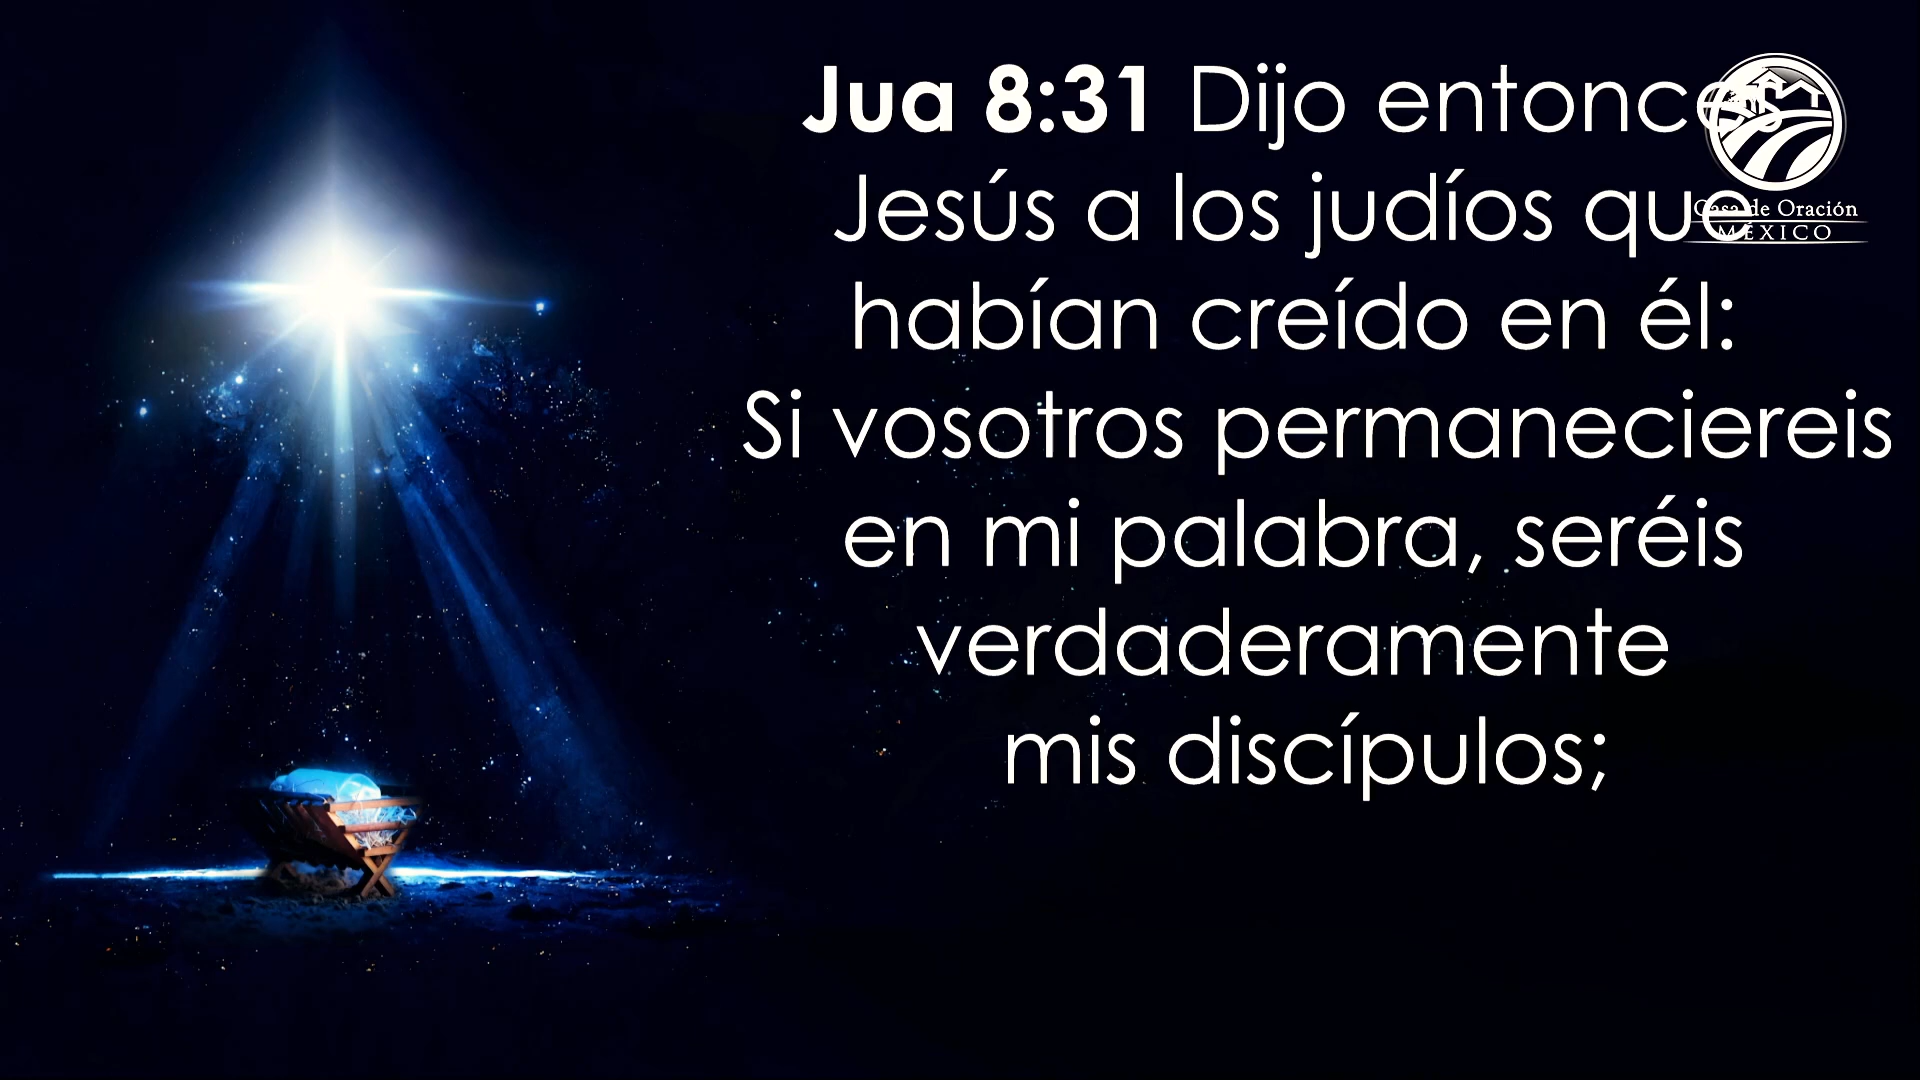 Jua 8:31 Dijo entonces
Jesús a los judíos que
habían creído en él:
Si vosotros permaneciereis
en mi palabra, seréis
verdaderamente
mis discípulos;
Casa de Oración
MÉXICO